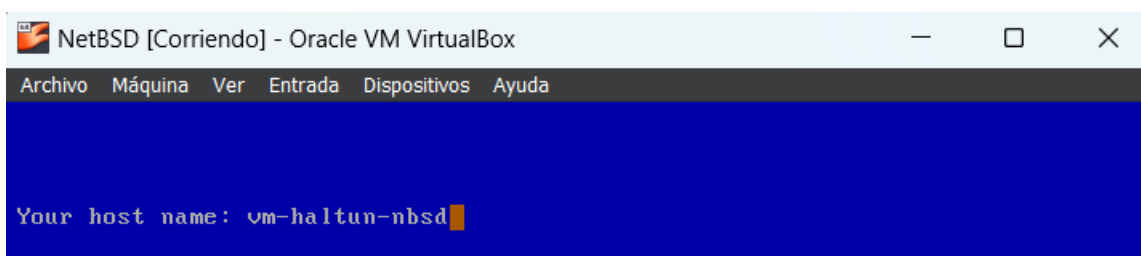 NetBSD [Corriendo] - Oracle VM VirtualBox
Archivo Máquina Ver Entrada Dispositivos Ayuda
Your host name: vm-haltun-nbsd